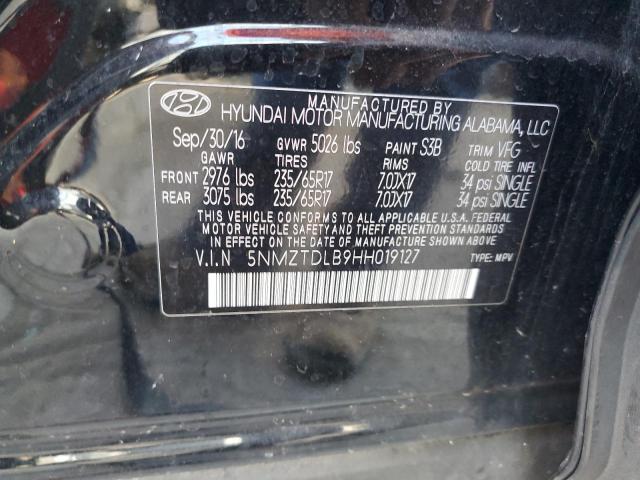 MANUFACTURED BY
HYUNDAI MOTOR MANUFACTURING ALABAMA, LLC
Sep/30/16 GVWR 5026 lbs PAINT S3B TRIM VFG
GAWR TIRES RIMS COLD TIRE INFL
FRONT 2976 lbs 235/65R17 7.0JX17 34 psi SINGLE
REAR 3075 lbs 235/65R17 7.0JX17 34 psi SINGLE
THIS VEHICLE CONFORMS TO ALL APPLICABLE U.S.A. FEDERAL
MOTOR VEHICLE SAFETY AND THEFT PREVENTION STANDARDS
IN EFFECT ON THE DATE OF MANUFACTURE SHOWN ABOVE.
V.I.N 5NMZTDLB9HH019127 TYPE: MPV